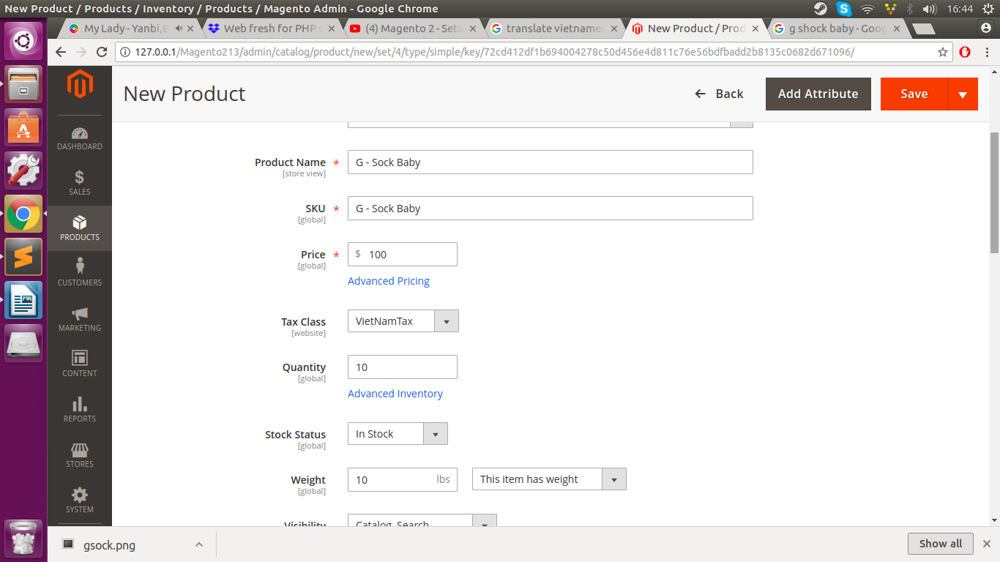 New Product / Products / Inventory / Products / Magento Admin - Google Chrome
16:44
My Lady - Yanbi,B
Web fresh for PHP
(4) Magento 2 - Setu
translate vietnames
New Product / Prod
g shock baby - Goog
127.0.0.1/Magento213/admin/catalog/product/new/set/4/type/simple/key/72cd412df1b694004278c50d456e4d811c76e56bdfbadd2b8135c0682d671096/
New Product
Back
Add Attribute
Save
DASHBOARD
$
SALES
PRODUCTS
CUSTOMERS
MARKETING
CONTENT
REPORTS
STORES
SYSTEM
Product Name *
[store view]
G - Sock Baby
SKU *
[global]
G - Sock Baby
Price *
[global]
$ 100
Advanced Pricing
Tax Class
[website]
VietNamTax
Quantity
[global]
10
Advanced Inventory
Stock Status
[global]
In Stock
Weight
[global]
10 lbs
This item has weight
Visibility
Catalog, Search
gsock.png
Show all